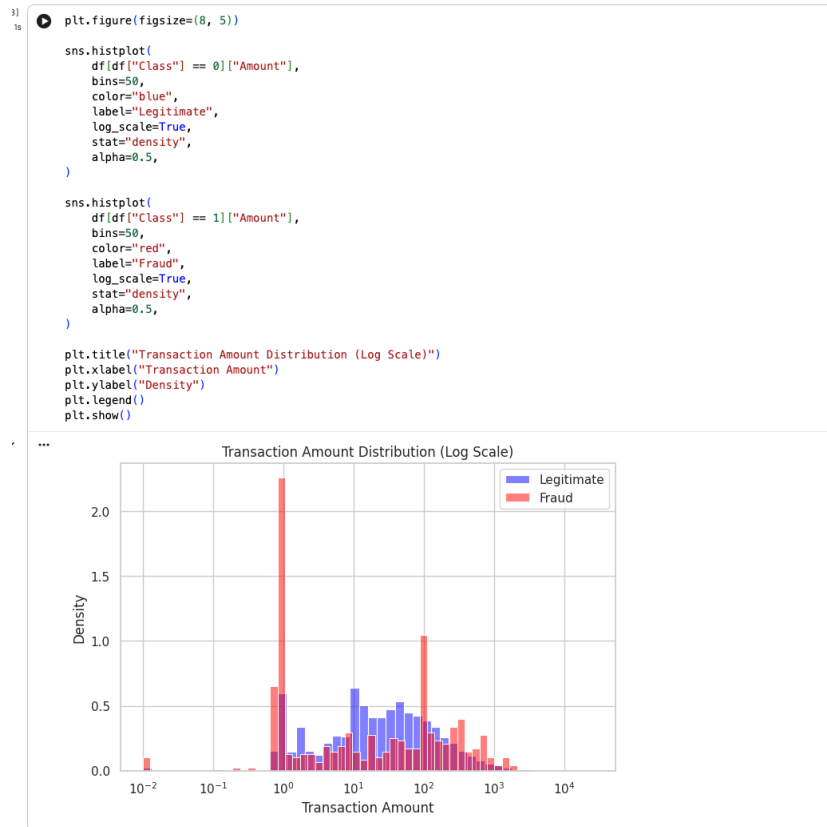 3]
1s
plt.figure(figsize=(8, 5))
sns.histplot(
    df[df["Class"] == 0]["Amount"],
    bins=50,
    color="blue",
    label="Legitimate",
    log_scale=True,
    stat="density",
    alpha=0.5,
)
sns.histplot(
    df[df["Class"] == 1]["Amount"],
    bins=50,
    color="red",
    label="Fraud",
    log_scale=True,
    stat="density",
    alpha=0.5,
)
plt.title("Transaction Amount Distribution (Log Scale)")
plt.xlabel("Transaction Amount")
plt.ylabel("Density")
plt.legend()
plt.show()
Transaction Amount Distribution (Log Scale)
Legitimate
Fraud
2.0
1.5
1.0
0.5
0.0
Density
10⁻² 10⁻¹ 10⁰ 10¹ 10² 10³ 10⁴
Transaction Amount